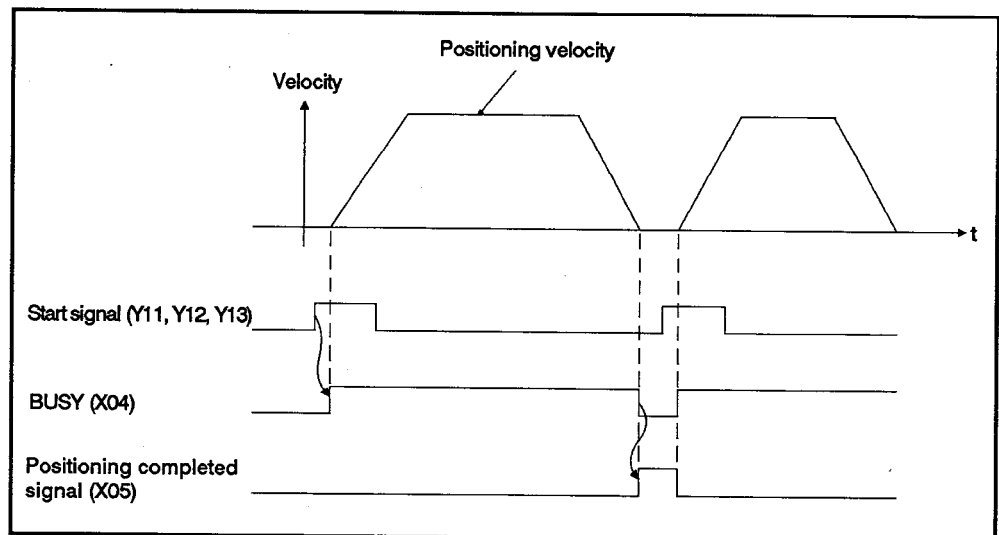 Positioning velocity
Velocity
t
Start signal (Y11, Y12, Y13)
BUSY (X04)
Positioning completed
signal (X05)